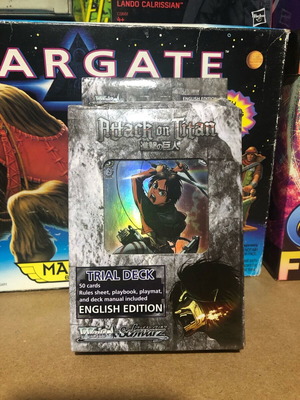 LANDO CALRISSIAN
ARGATE
ENGLISH EDITION
Attack on Titan
進撃の巨人
TRIAL DECK
50 cards
Rules sheet, playbook, playmat,
and deck manual included
ENGLISH EDITION
Schwarz
MA
F